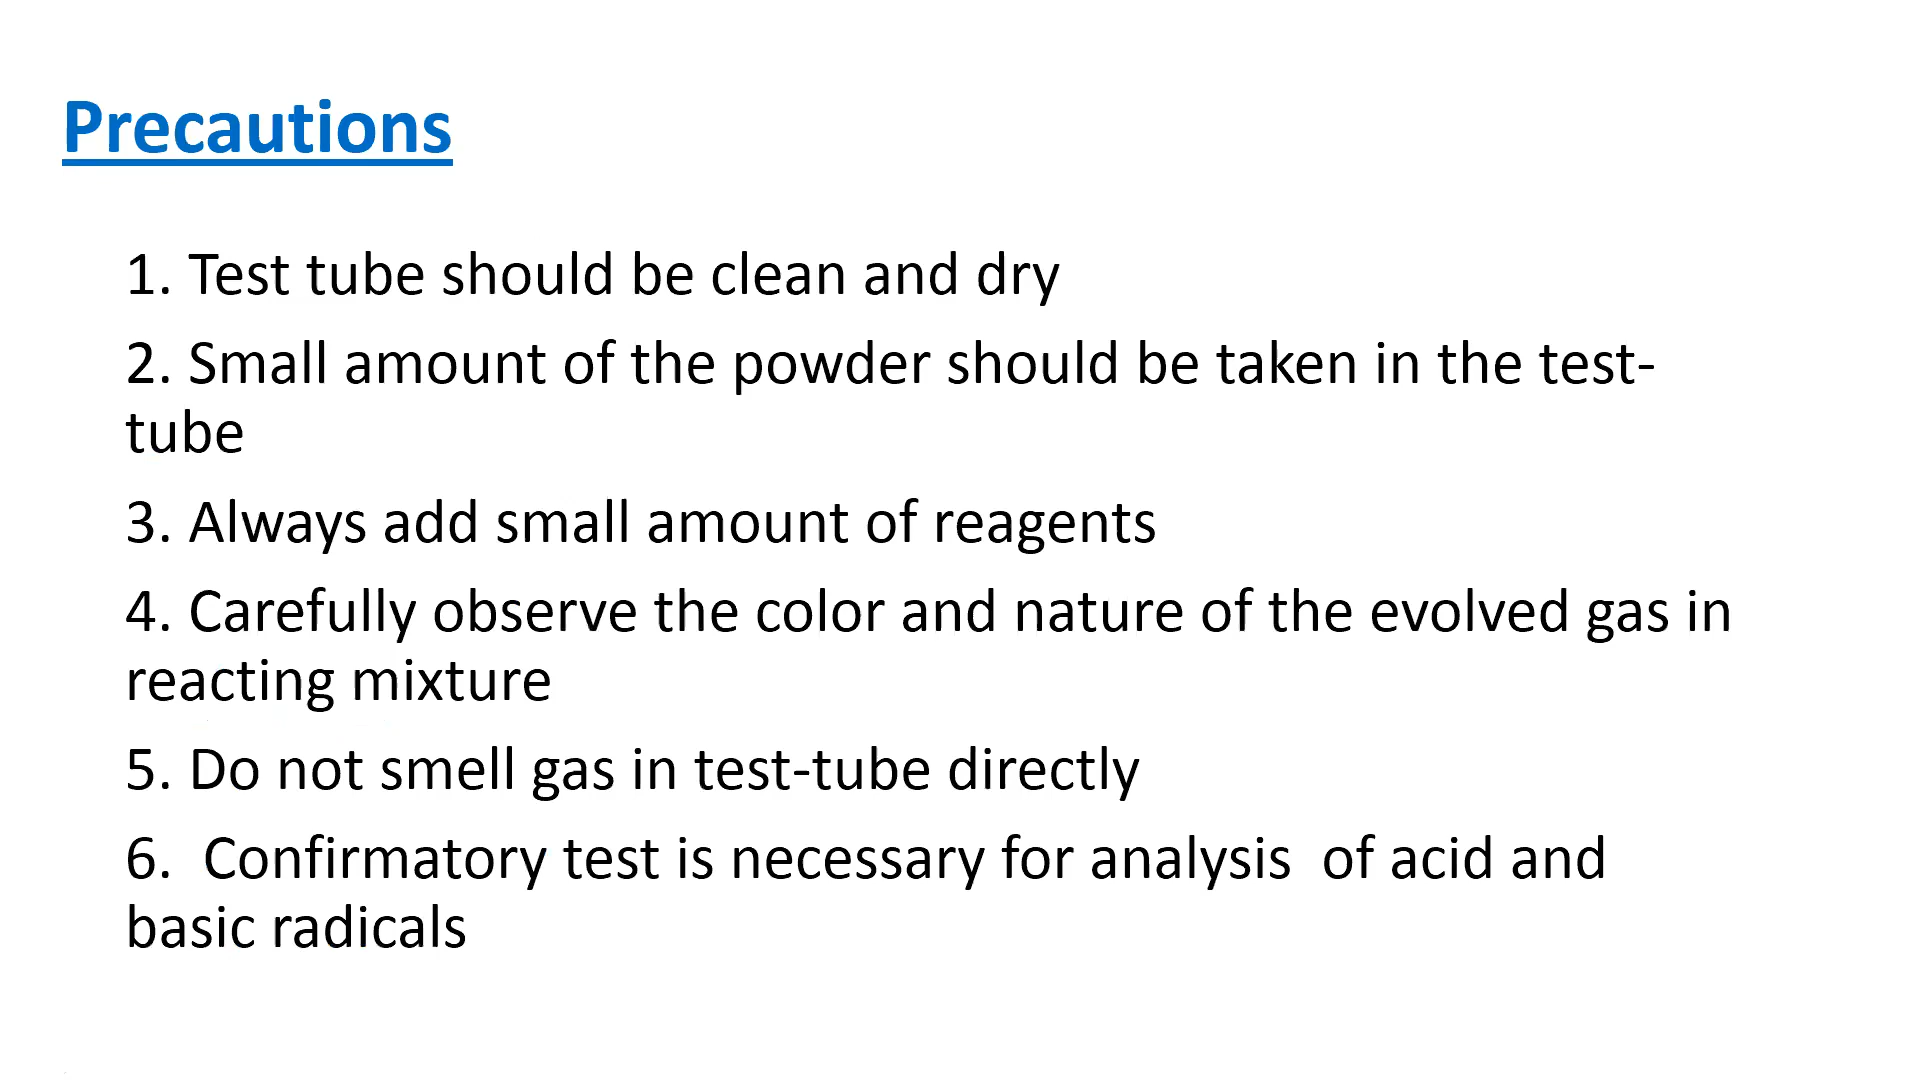 Precautions
1. Test tube should be clean and dry
2. Small amount of the powder should be taken in the test-
tube
3. Always add small amount of reagents
4. Carefully observe the color and nature of the evolved gas in
reacting mixture
5. Do not smell gas in test-tube directly
6.  Confirmatory test is necessary for analysis  of acid and
basic radicals